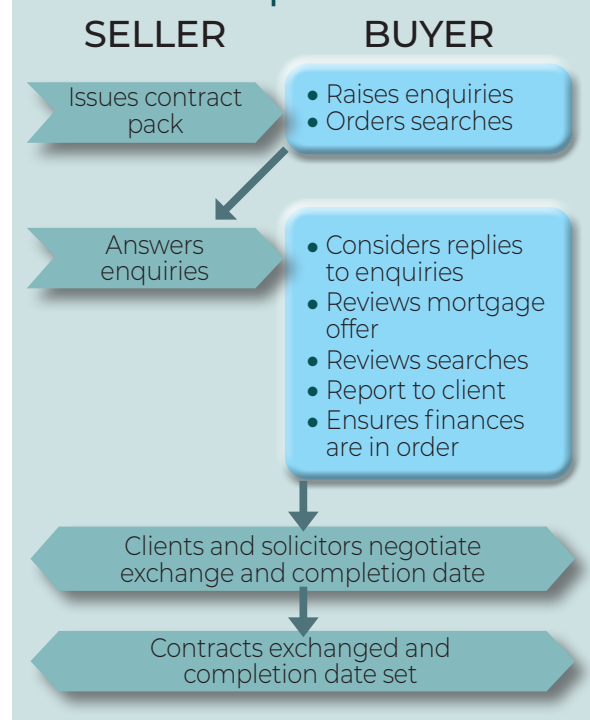 SELLER
BUYER
Issues contract
pack
• Raises enquiries
• Orders searches
Answers
enquiries
• Considers replies
to enquiries
• Reviews mortgage
offer
• Reviews searches
• Report to client
• Ensures finances
are in order
Clients and solicitors negotiate
exchange and completion date
Contracts exchanged and
completion date set